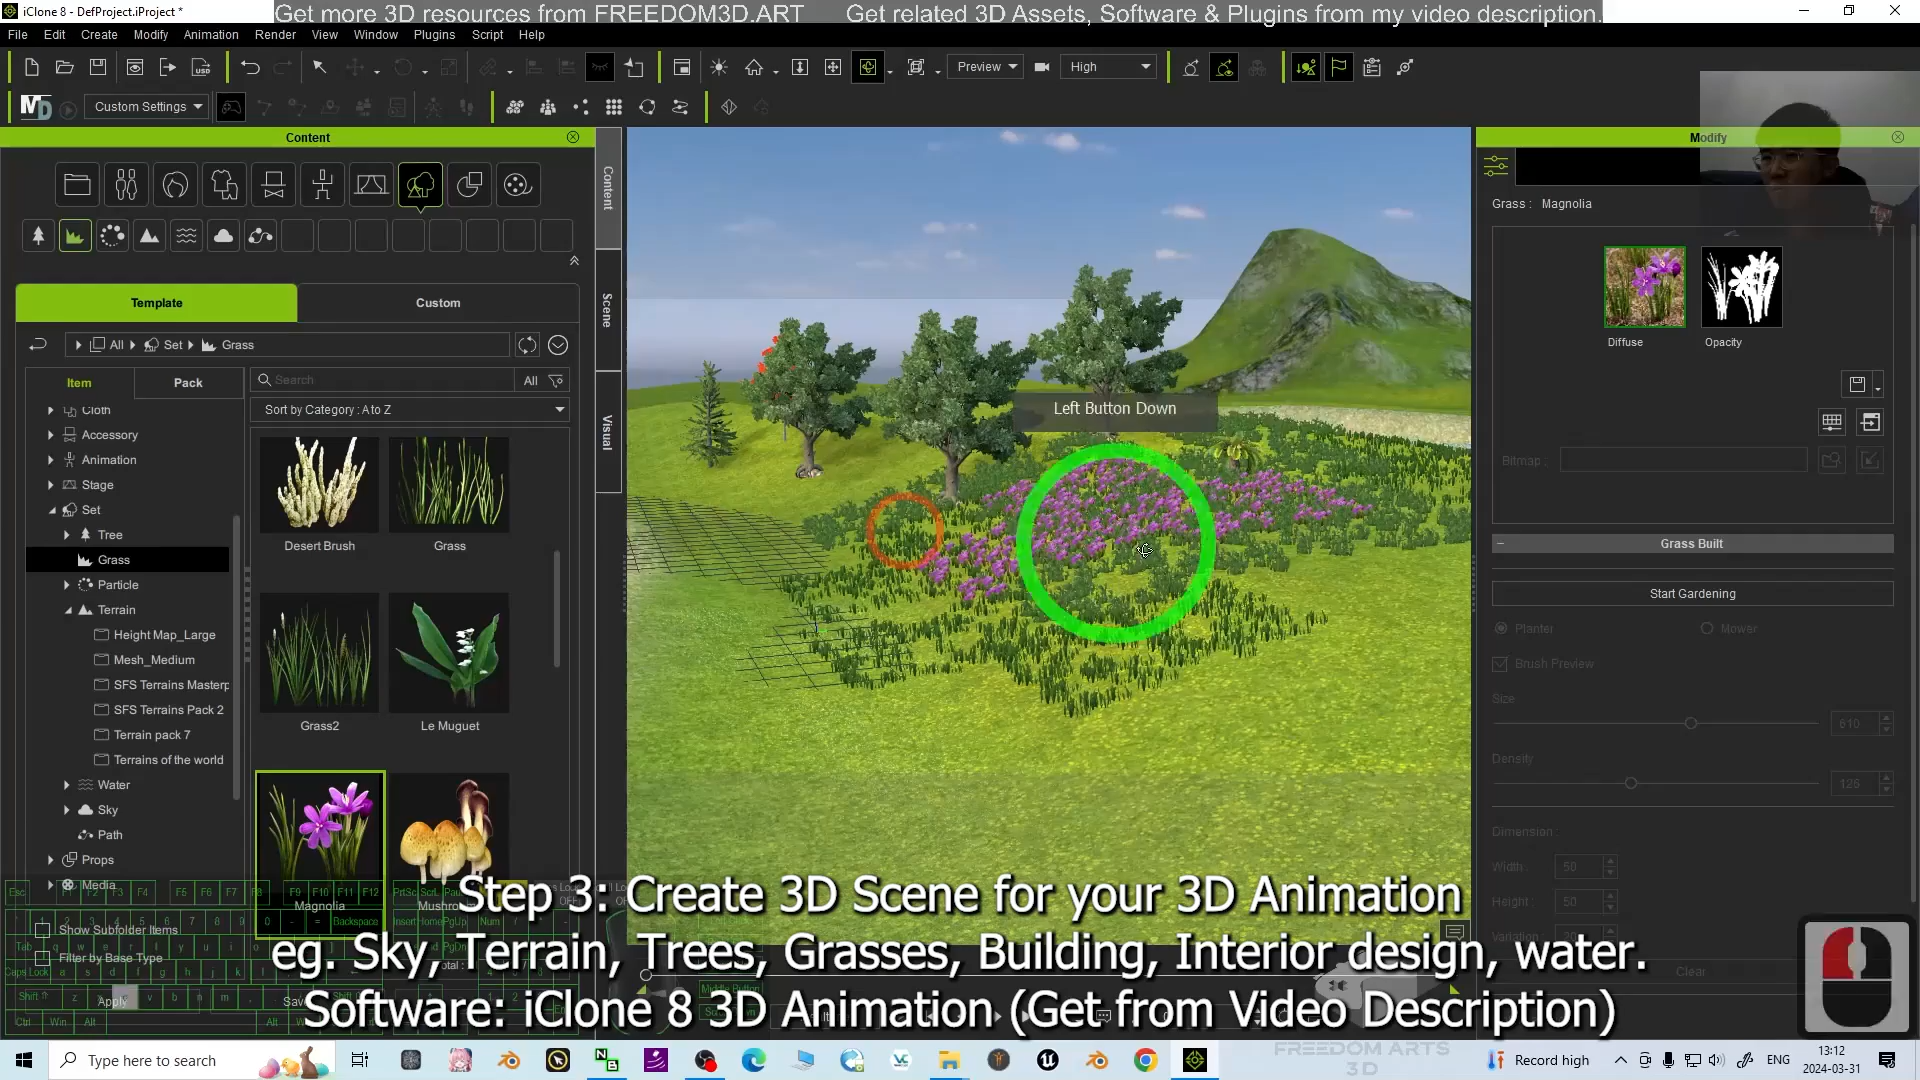 iClone 8 - DefProject.iProject *
Get more 3D resources from FREEDOM3D.ART
Get related 3D Assets, Software & Plugins from my video description.
File Edit Create Modify Animation Render View Window Plugins Script Help
Preview
High
Custom Settings
Content
Modify
Content
Scene
Visual
Template
Custom
All
Set
Grass
Item
Pack
Search
All
Sort by Category : A to Z
Cloth
Accessory
Animation
Stage
Set
Tree
Grass
Particle
Terrain
Height Map_Large
Mesh_Medium
SFS Terrains Masterp
SFS Terrains Pack 2
Terrain pack 7
Terrains of the world
Water
Sky
Path
Props
Media
Desert Brush
Grass
Grass2
Le Muguet
Magnolia
Show Subfolder Items
Filter by Base Type
Apply
Left Button Down
Grass : Magnolia
Diffuse
Opacity
Bitmap :
Grass Built
Start Gardening
Planter
Mower
Brush Preview
Size
610
Density
126
Dimension :
Width : 50
Height : 50
Variation :
Clear
Step 3: Create 3D Scene for your 3D Animation
eg. Sky, Terrain, Trees, Grasses, Building, Interior design, water.
Software: iClone 8 3D Animation (Get from Video Description)
FREEDOM ARTS
3D
Type here to search
Record high
ENG
13:12
2024-03-31